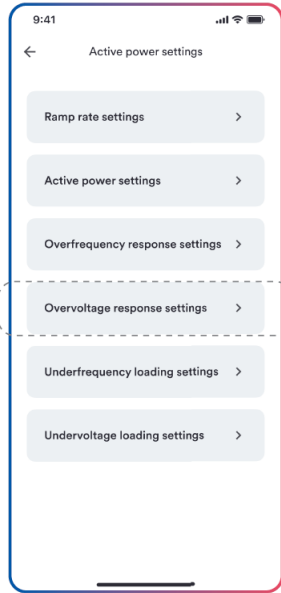 9:41
Active power settings
Ramp rate settings
Active power settings
Overfrequency response settings
Overvoltage response settings
Underfrequency loading settings
Undervoltage loading settings